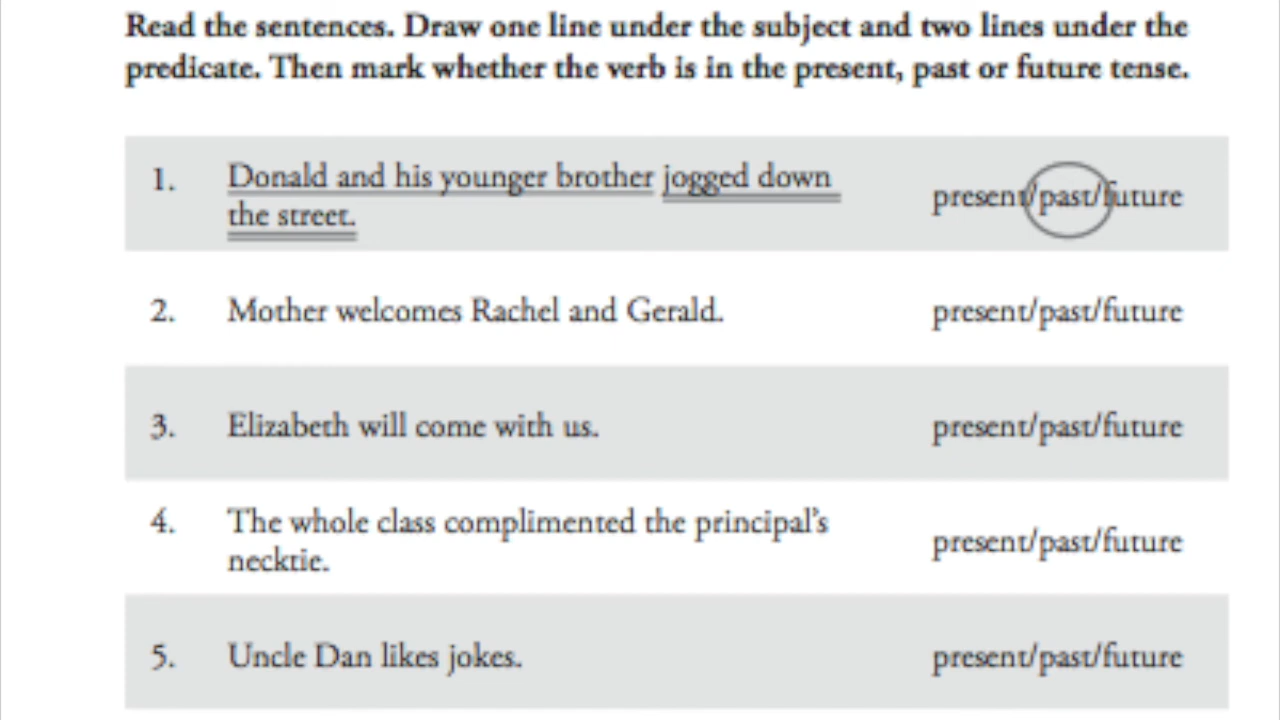 Read the sentences. Draw one line under the subject and two lines under the
predicate. Then mark whether the verb is in the present, past or future tense.
1. Donald and his younger brother jogged down
the street.
present/past/future
2. Mother welcomes Rachel and Gerald. present/past/future
3. Elizabeth will come with us. present/past/future
4. The whole class complimented the principal's
necktie.
present/past/future
5. Uncle Dan likes jokes. present/past/future